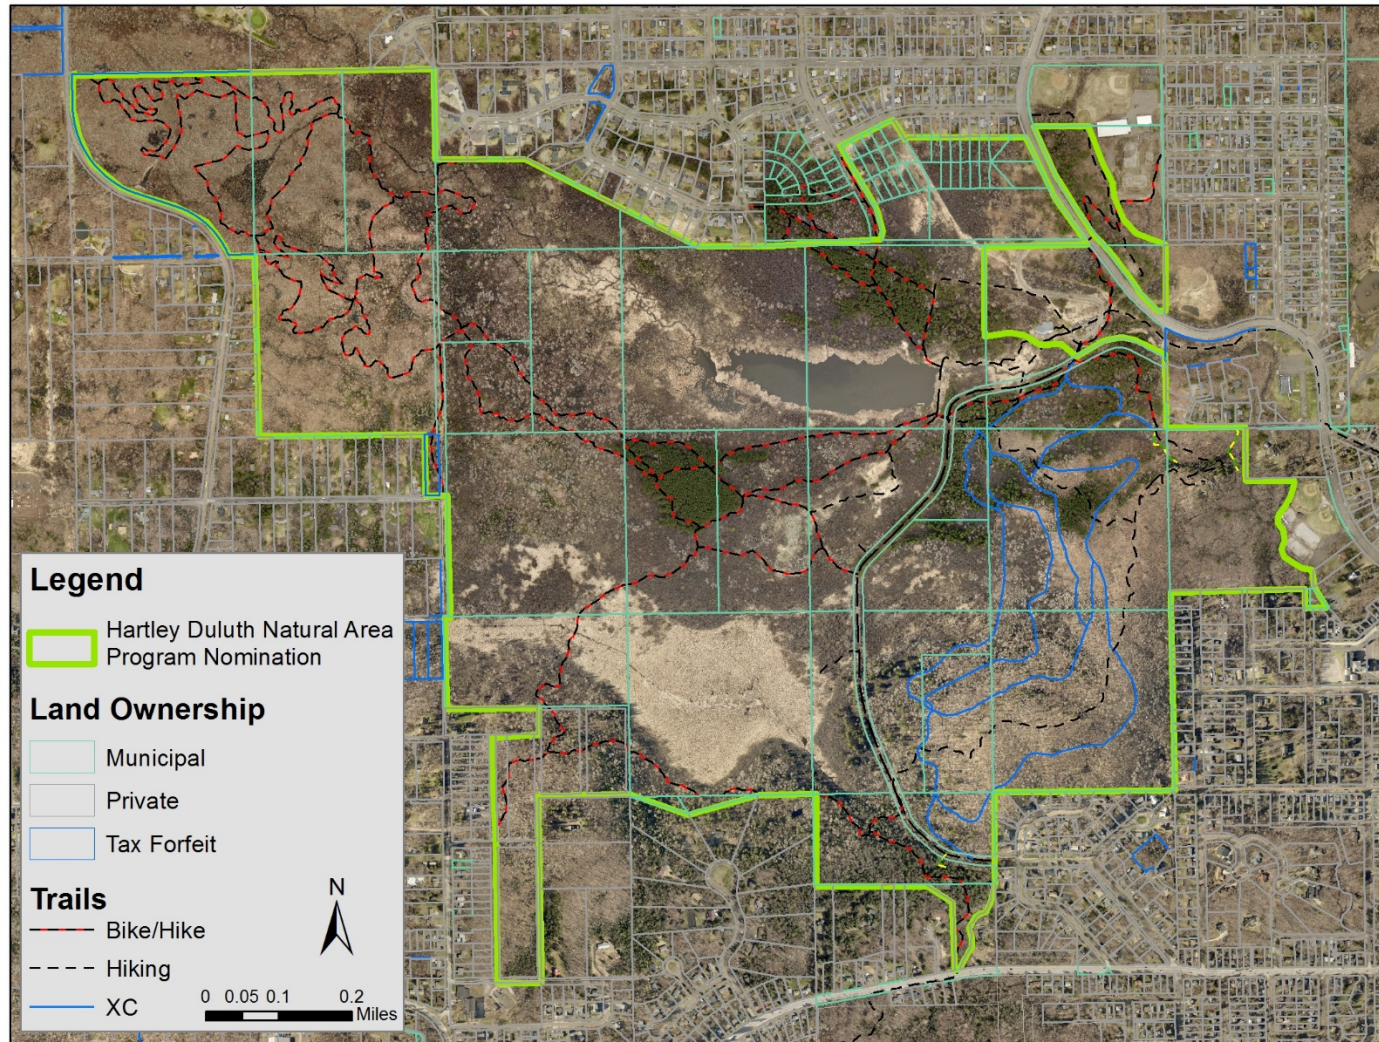 Legend
Hartley Duluth Natural Area
Program Nomination
Land Ownership
Municipal
Private
Tax Forfeit
Trails
Bike/Hike
Hiking
XC
N
0 0.05 0.1 0.2
Miles